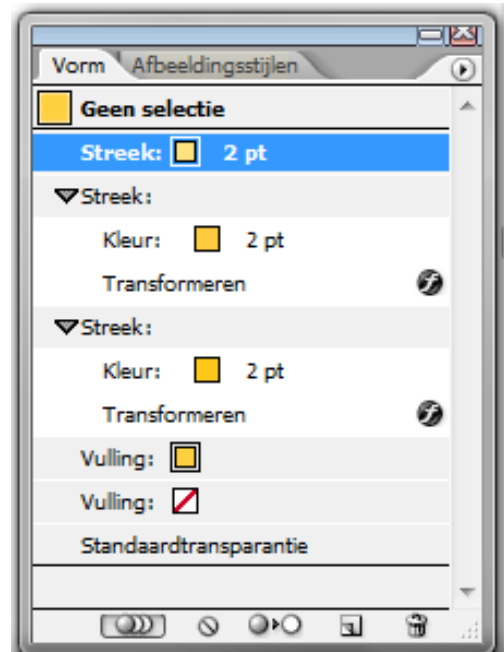 Vorm Afbeeldingsstijlen
Geen selectie
Streek: 2 pt
Streek:
Kleur: 2 pt
Transformeren
Streek:
Kleur: 2 pt
Transformeren
Vulling:
Vulling:
Standaardtransparantie